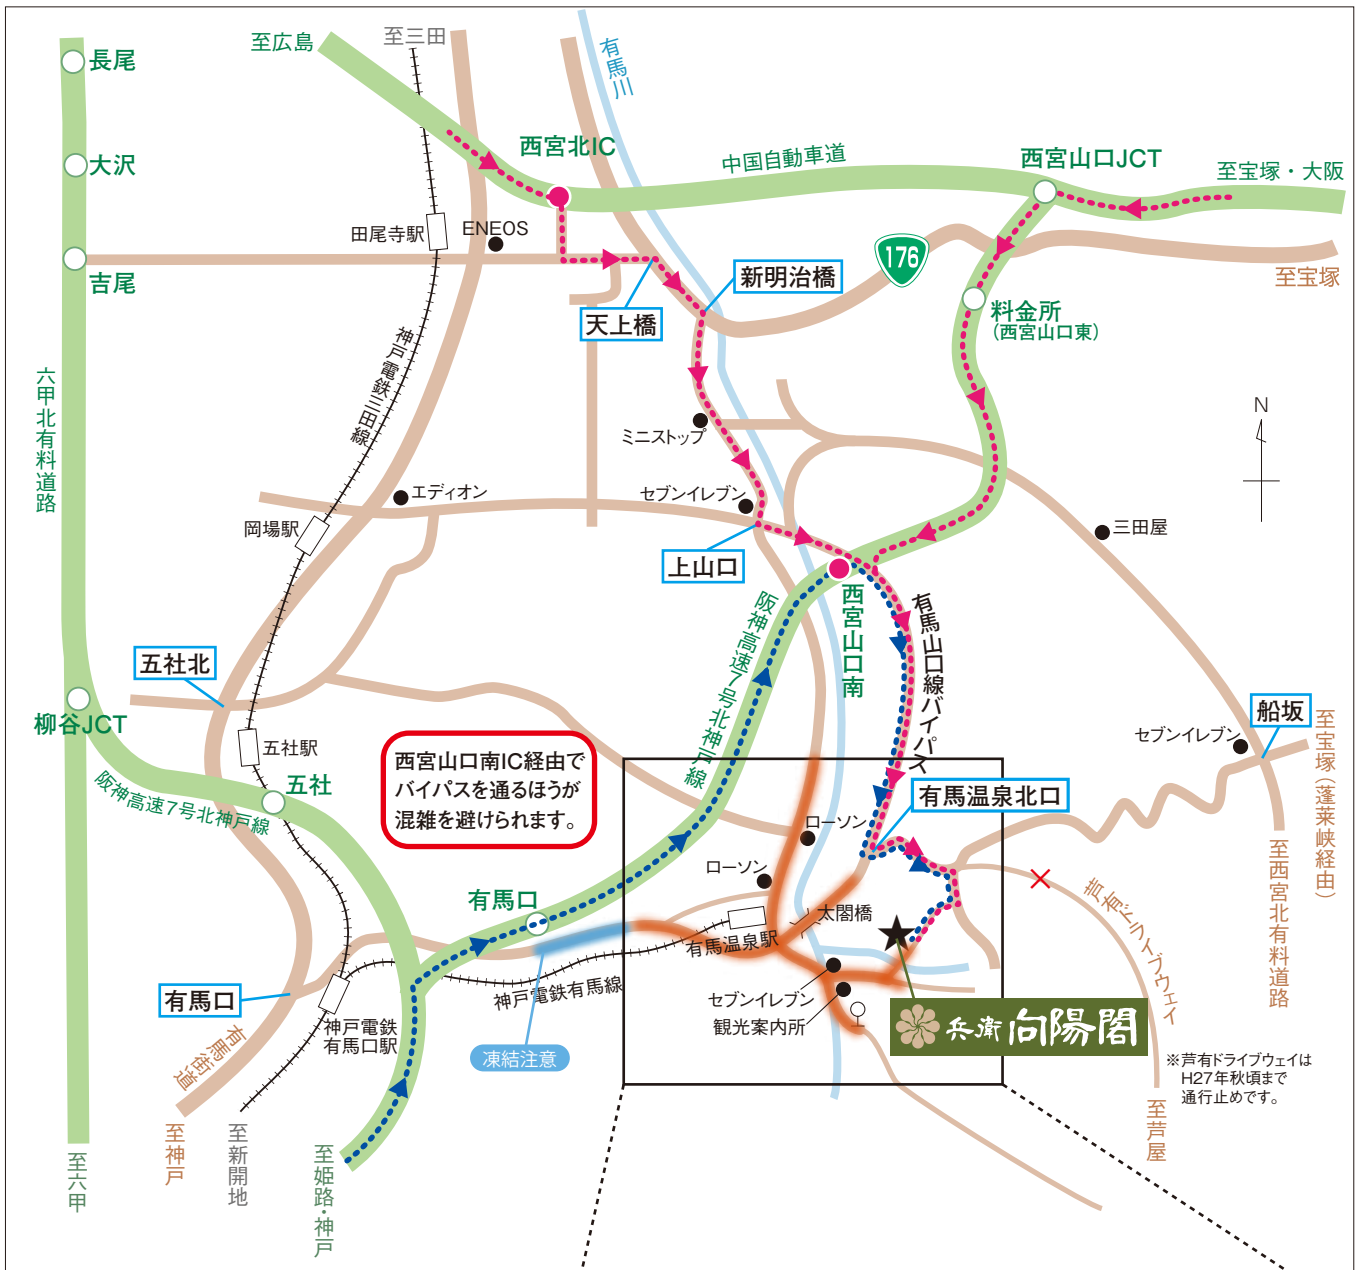 至三田
至広島
有馬川
長尾
西宮北IC
中国自動車道
西宮山口JCT
大沢
至宝塚・大阪
田尾寺駅
ENEOS
176
吉尾
新明治橋
至宝塚
天上橋
料金所
(西宮山口東)
神戸電鉄三田線
六甲北有料道路
N
ミニストップ
エディオン
セブンイレブン
岡場駅
三田屋
上山口
西宮山口南
阪神高速7号北神戸線
有馬山口線バイパス
五社北
柳谷JCT
船坂
セブンイレブン
至宝塚(蓬莱峡経由)
五社駅
西宮山口南IC経由で
バイパスを通るほうが
混雑を避けられます。
五社
阪神高速7号北神戸線
有馬温泉北口
ローソン
ローソン
至西宮北有料道路
有馬口
太閤橋
有馬温泉駅
芦有ドライブウェイ
有馬口
神戸電鉄有馬線
セブンイレブン
観光案内所
兵衛 向陽閣
神戸電鉄
有馬口駅
凍結注意
有馬街道
※芦有ドライブウェイは
H27年秋頃まで
通行止めです。
至芦屋
至神戸
至新開地
至姫路・神戸
至六甲